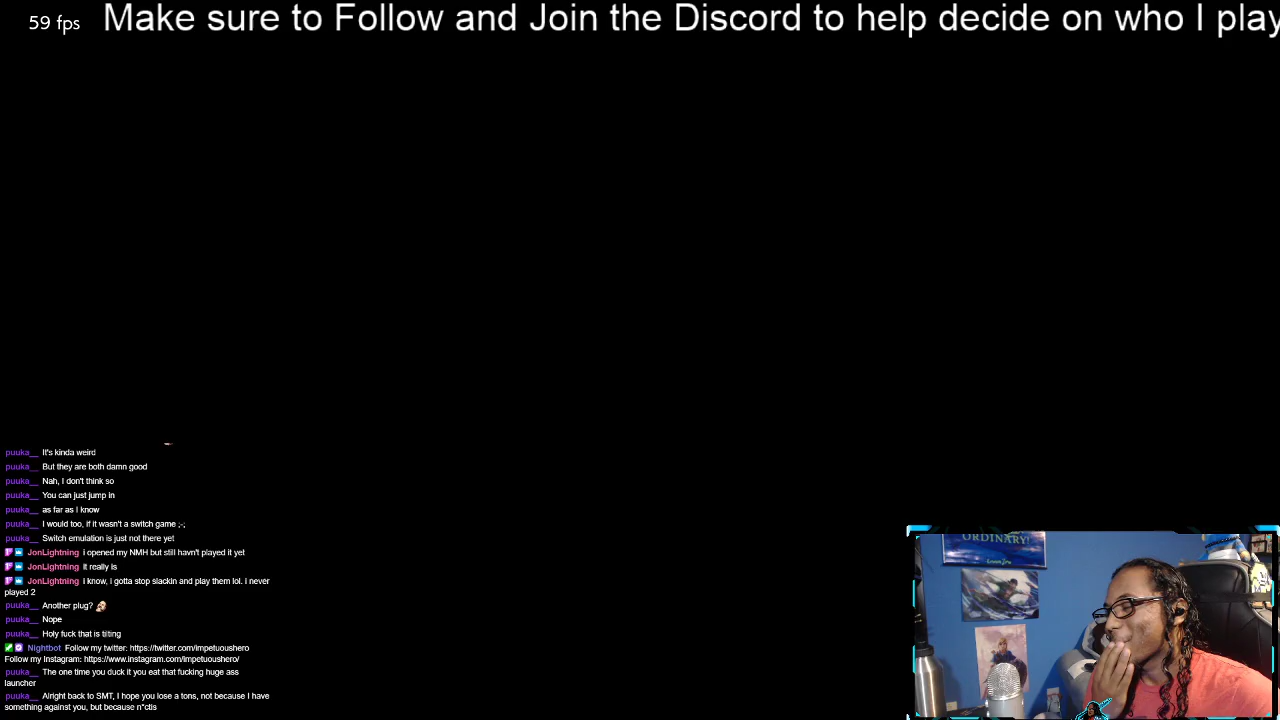 59 fps
Make sure to Follow and Join the Discord to help decide on who I play
puuka__ It's kinda weird
puuka__ But they are both damn good
puuka__ Nah, I don't think so
puuka__ You can just jump in
puuka__ as far as I know
puuka__ I would too, if it wasn't a switch game ;-;
puuka__ Switch emulation is just not there yet
JonLightning i opened my NMH but still havn't played it yet
JonLightning it really is
JonLightning i know, i gotta stop slackin and play them lol. i never
played 2
puuka__ Another plug?
puuka__ Nope
puuka__ Holy fuck that is tilting
Nightbot Follow my twitter: https://twitter.com/impetuoushero
Follow my Instagram: https://www.instagram.com/impetuoushero/
puuka__ The one time you duck it you eat that fucking huge ass
launcher
puuka__ Alright back to SMT, I hope you lose a tons, not because I have
something against you, but because n*ctis
ORDINARY!